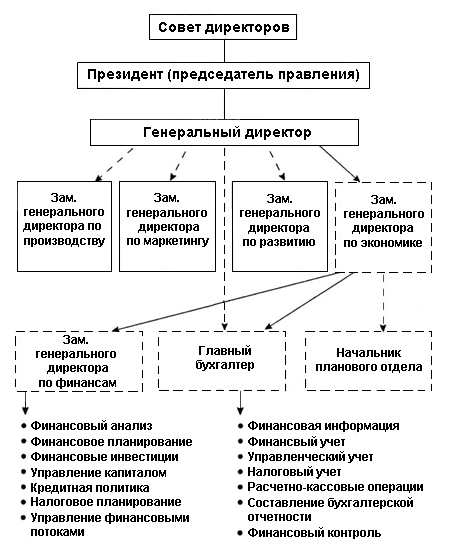 Совет директоров
Президент (председатель правления)
Генеральный директор
Зам.
генерального
директора по
производству
Зам.
генерального
директора
по маркетингу
Зам.
генерального
директора
по развитию
Зам.
генерального
директора
по экономике
Зам.
генерального
директора
по финансам
Главный
бухгалтер
Начальник
планового отдела
• Финансовый анализ
• Финансовое планирование
• Финансовые инвестиции
• Управление капиталом
• Кредитная политика
• Налоговое планирование
• Управление финансовыми
потоками
• Финансовая информация
• Финансвый учет
• Управленческий учет
• Налоговый учет
• Расчетно-кассовые операции
• Составление бухгалтерской
отчетности
• Финансовый контроль